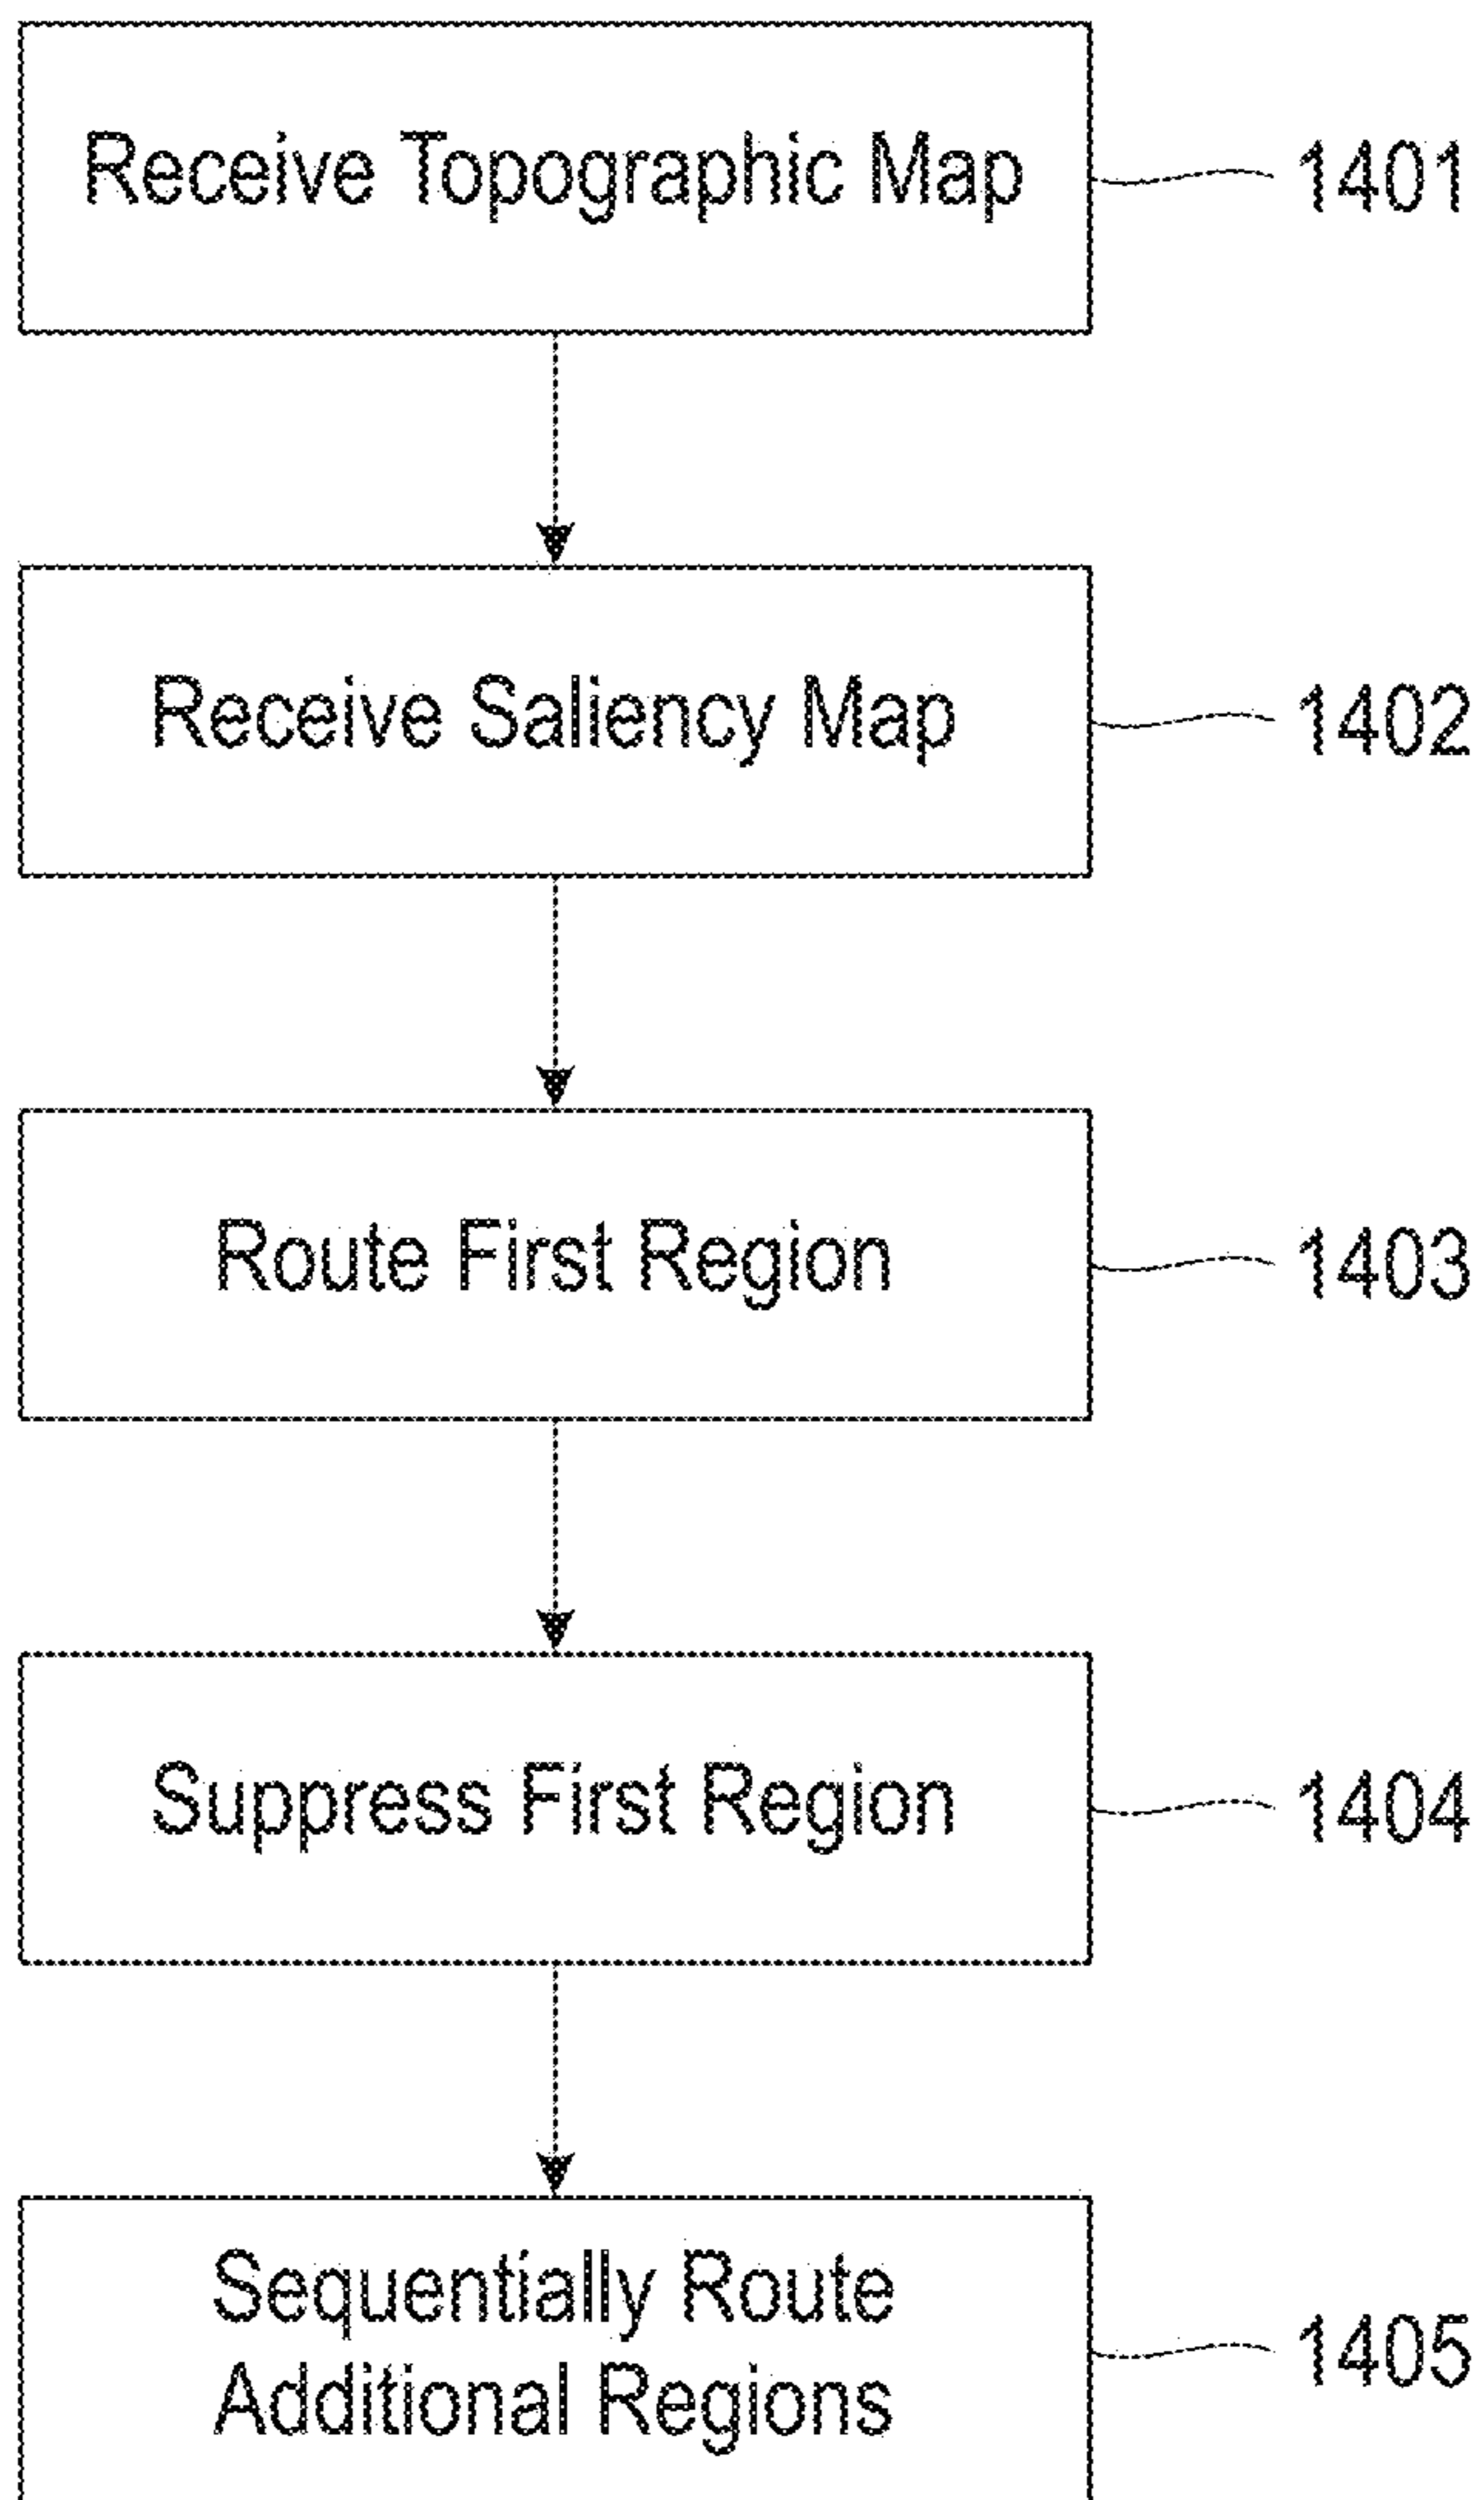 Receive Topographic Map
1401
Receive Saliency Map
1402
Route First Region
1403
Suppress First Region
1404
Sequentially Route
Additional Regions
1405